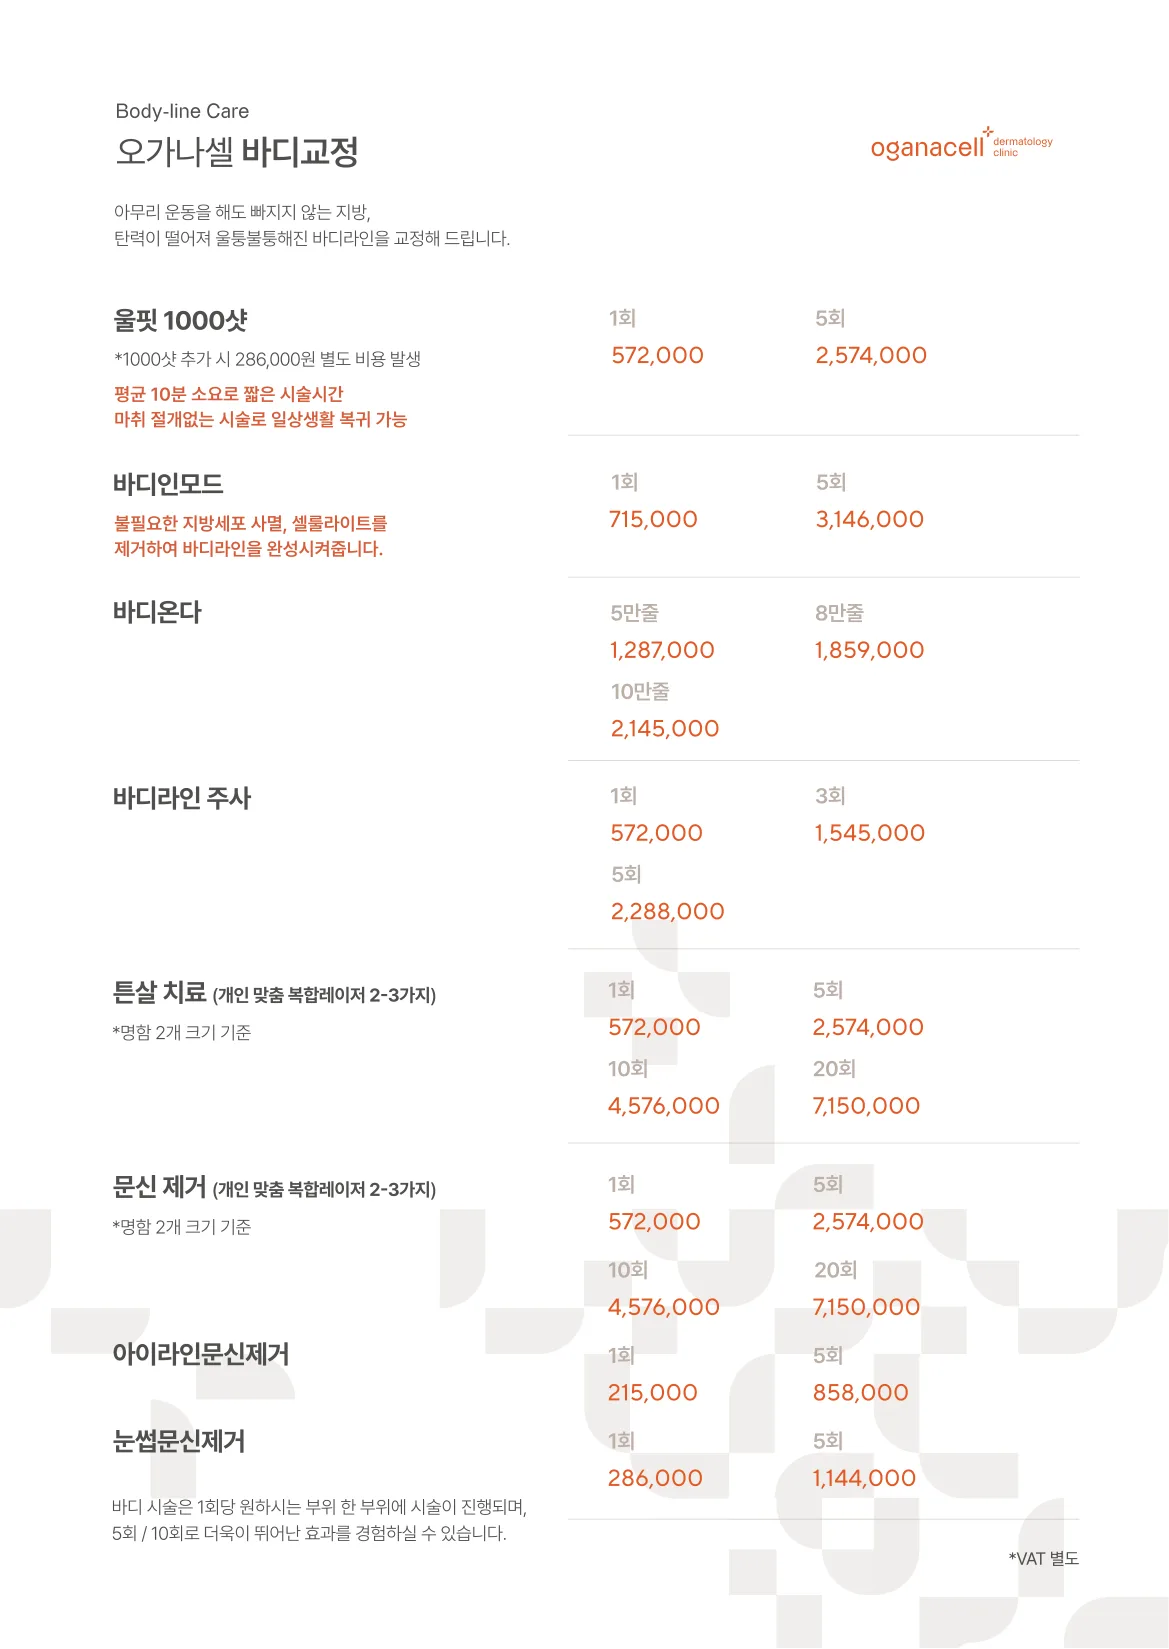 Body-line Care
오가나셀 바디교정
oganacell dermatology clinic
아무리 운동을 해도 빠지지 않는 지방,
탄력이 떨어져 울퉁불퉁해진 바디라인을 교정해 드립니다.
울핏 1000샷
*1000샷 추가 시 286,000원 별도 비용 발생
평균 10분 소요로 짧은 시술시간
마취 절개없는 시술로 일상생활 복귀 가능
1회 5회
572,000 2,574,000
바디인모드
불필요한 지방세포 사멸, 셀룰라이트를
제거하여 바디라인을 완성시켜줍니다.
1회 5회
715,000 3,146,000
바디온다
5만줄 8만줄
1,287,000 1,859,000
10만줄
2,145,000
바디라인 주사
1회 3회
572,000 1,545,000
5회
2,288,000
튼살 치료 (개인 맞춤 복합레이저 2-3가지)
*명함 2개 크기 기준
1회 5회
572,000 2,574,000
10회 20회
4,576,000 7,150,000
문신 제거 (개인 맞춤 복합레이저 2-3가지)
*명함 2개 크기 기준
1회 5회
572,000 2,574,000
10회 20회
4,576,000 7,150,000
아이라인문신제거
1회 5회
215,000 858,000
눈썹문신제거
1회 5회
286,000 1,144,000
바디 시술은 1회당 원하시는 부위 한 부위에 시술이 진행되며,
5회 / 10회로 더욱이 뛰어난 효과를 경험하실 수 있습니다.
*VAT 별도